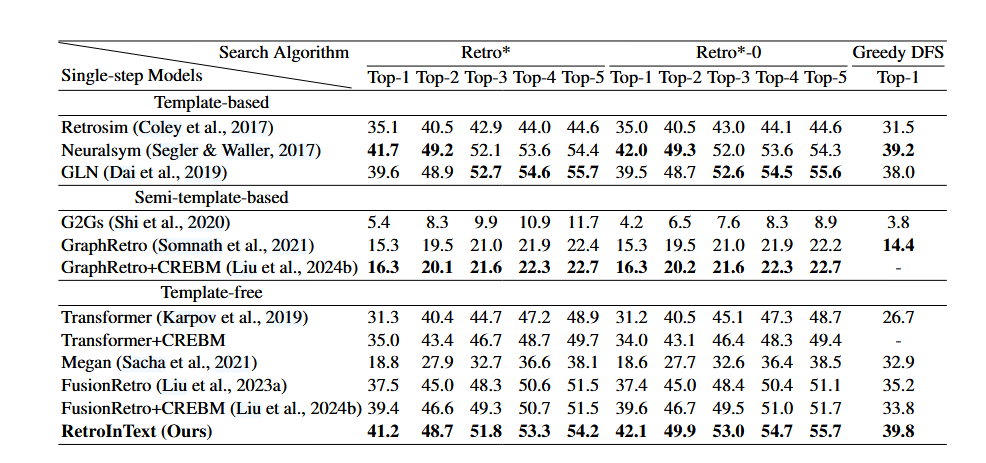 Search Algorithm Retro* Retro*-0 Greedy DFS
Single-step Models Top-1 Top-2 Top-3 Top-4 Top-5 Top-1 Top-2 Top-3 Top-4 Top-5 Top-1
Template-based
Retrosim (Coley et al., 2017) 35.1 40.5 42.9 44.0 44.6 35.0 40.5 43.0 44.1 44.6 31.5
Neuralsym (Segler & Waller, 2017) 41.7 49.2 52.1 53.6 54.4 42.0 49.3 52.0 53.6 54.3 39.2
GLN (Dai et al., 2019) 39.6 48.9 52.7 54.6 55.7 39.5 48.7 52.6 54.5 55.6 38.0
Semi-template-based
G2Gs (Shi et al., 2020) 5.4 8.3 9.9 10.9 11.7 4.2 6.5 7.6 8.3 8.9 3.8
GraphRetro (Somnath et al., 2021) 15.3 19.5 21.0 21.9 22.4 15.3 19.5 21.0 21.9 22.2 14.4
GraphRetro+CREBM (Liu et al., 2024b) 16.3 20.1 21.6 22.3 22.7 16.3 20.2 21.6 22.3 22.7 -
Template-free
Transformer (Karpov et al., 2019) 31.3 40.4 44.7 47.2 48.9 31.2 40.5 45.1 47.3 48.7 26.7
Transformer+CREBM 35.0 43.4 46.7 48.7 49.7 34.0 43.1 46.4 48.3 49.4 -
Megan (Sacha et al., 2021) 18.8 27.9 32.7 36.6 38.1 18.6 27.7 32.6 36.4 38.5 32.9
FusionRetro (Liu et al., 2023a) 37.5 45.0 48.3 50.6 51.5 37.4 45.0 48.4 50.4 51.1 35.2
FusionRetro+CREBM (Liu et al., 2024b) 39.4 46.6 49.3 50.7 51.5 39.6 46.7 49.5 51.0 51.7 33.8
RetroInText (Ours) 41.2 48.7 51.8 53.3 54.2 42.1 49.9 53.0 54.7 55.7 39.8